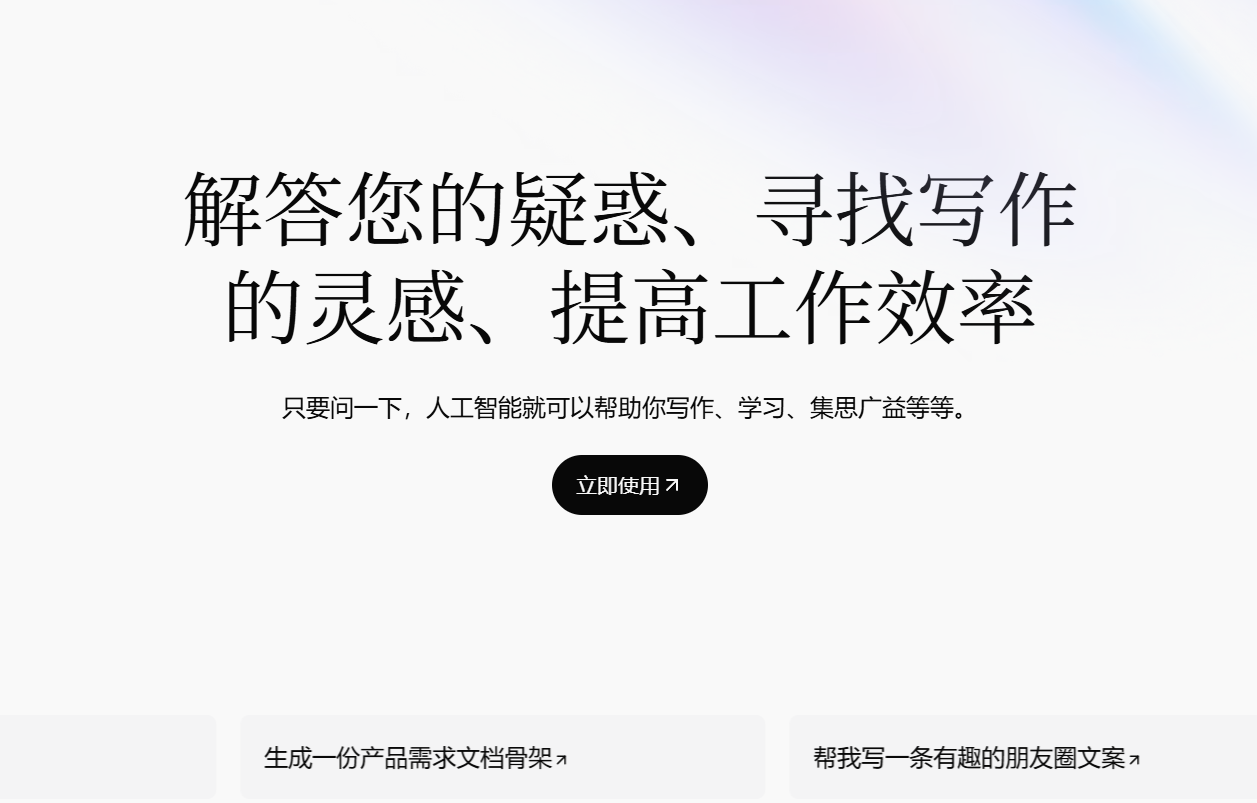 解答您的疑惑、寻找写作
的灵感、提高工作效率
只要问一下，人工智能就可以帮助你写作、学习、集思广益等等。
立即使用
生成一份产品需求文档骨架
帮我写一条有趣的朋友圈文案